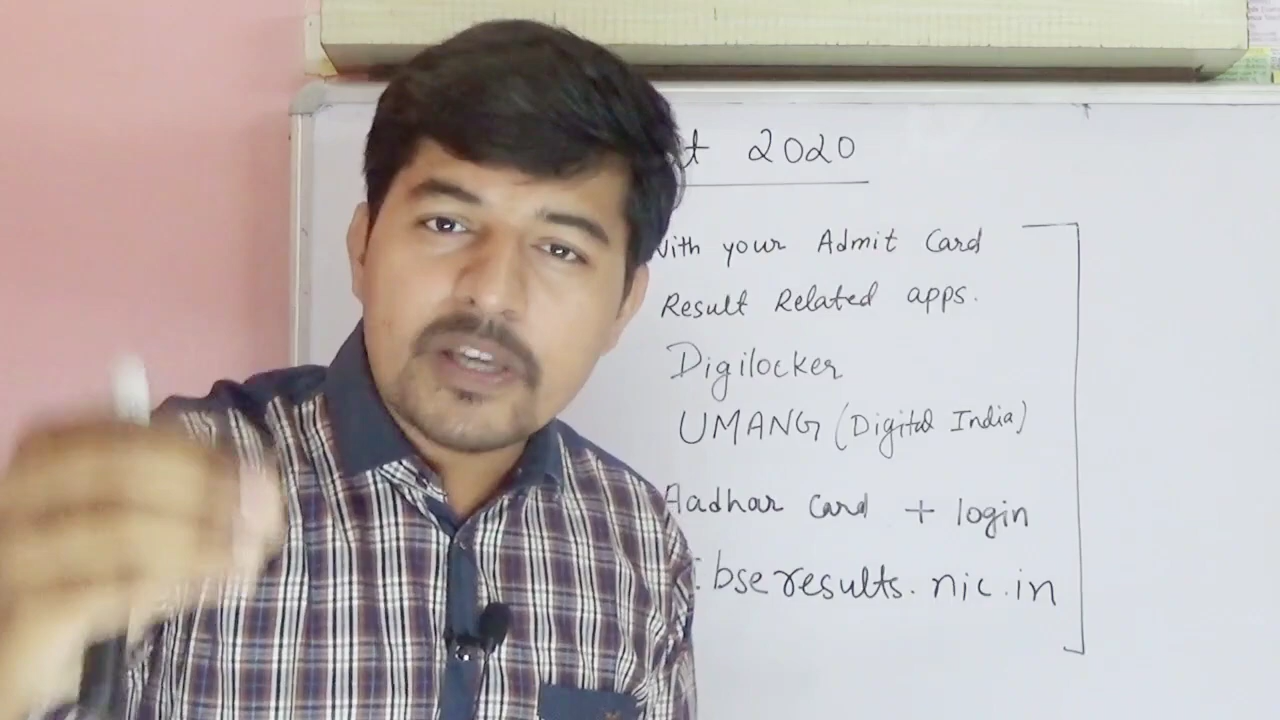 t 2020
With your Admit Card
Result Related apps.
Digilocker
UMANG (Digital India)
Aadhar Card + login
bseresults.nic.in